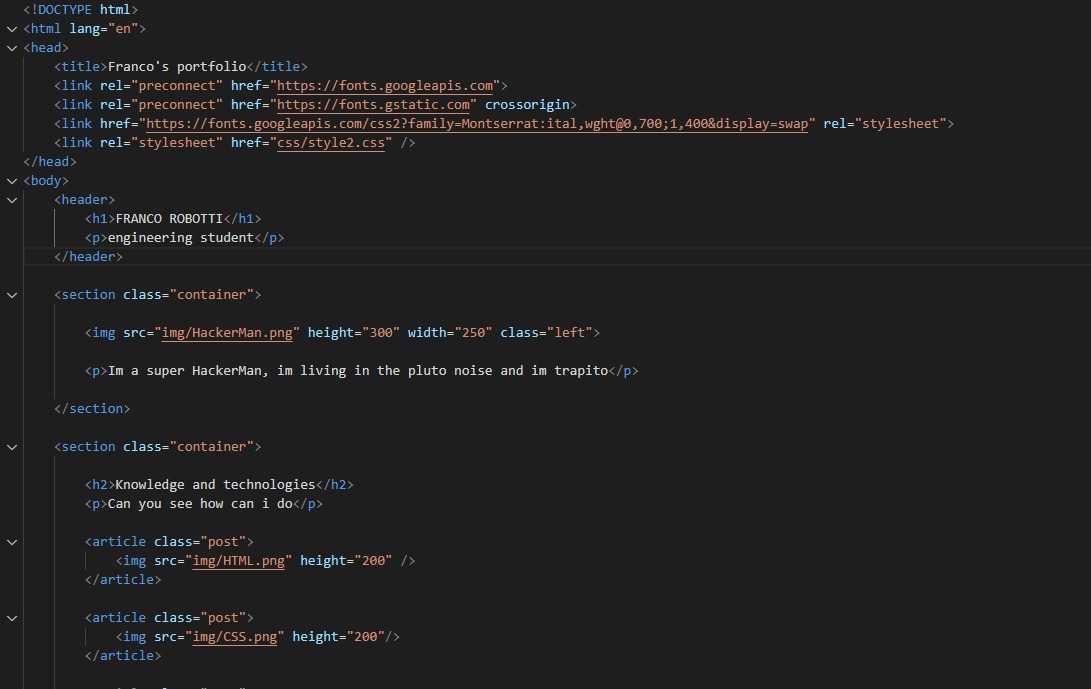 <!DOCTYPE html>
<html lang="en">
<head>
<title>Franco's portfolio</title>
<link rel="preconnect" href="https://fonts.googleapis.com">
<link rel="preconnect" href="https://fonts.gstatic.com" crossorigin>
<link href="https://fonts.googleapis.com/css2?family=Montserrat:ital,wght@0,700;1,400&display=swap" rel="stylesheet">
<link rel="stylesheet" href="css/style2.css" />
</head>
<body>
<header>
<h1>FRANCO ROBOTTI</h1>
<p>engineering student</p>
</header>
<section class="container">
<img src="img/HackerMan.png" height="300" width="250" class="left">
<p>Im a super HackerMan, im living in the pluto noise and im trapito</p>
</section>
<section class="container">
<h2>Knowledge and technologies</h2>
<p>Can you see how can i do</p>
<article class="post">
<img src="img/HTML.png" height="200" />
</article>
<article class="post">
<img src="img/CSS.png" height="200"/>
</article>